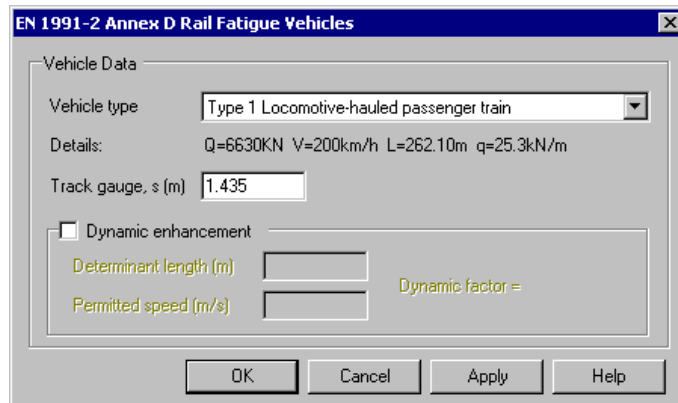 EN 1991-2 Annex D Rail Fatigue Vehicles
Vehicle Data
Vehicle type Type 1 Locomotive-hauled passenger train
Details: Q=6630KN V=200km/h L=262.10m q=25.3kN/m
Track gauge, s (m) 1.435
Dynamic enhancement
Determinant length (m)
Dynamic factor =
Permitted speed (m/s)
OK Cancel Apply Help